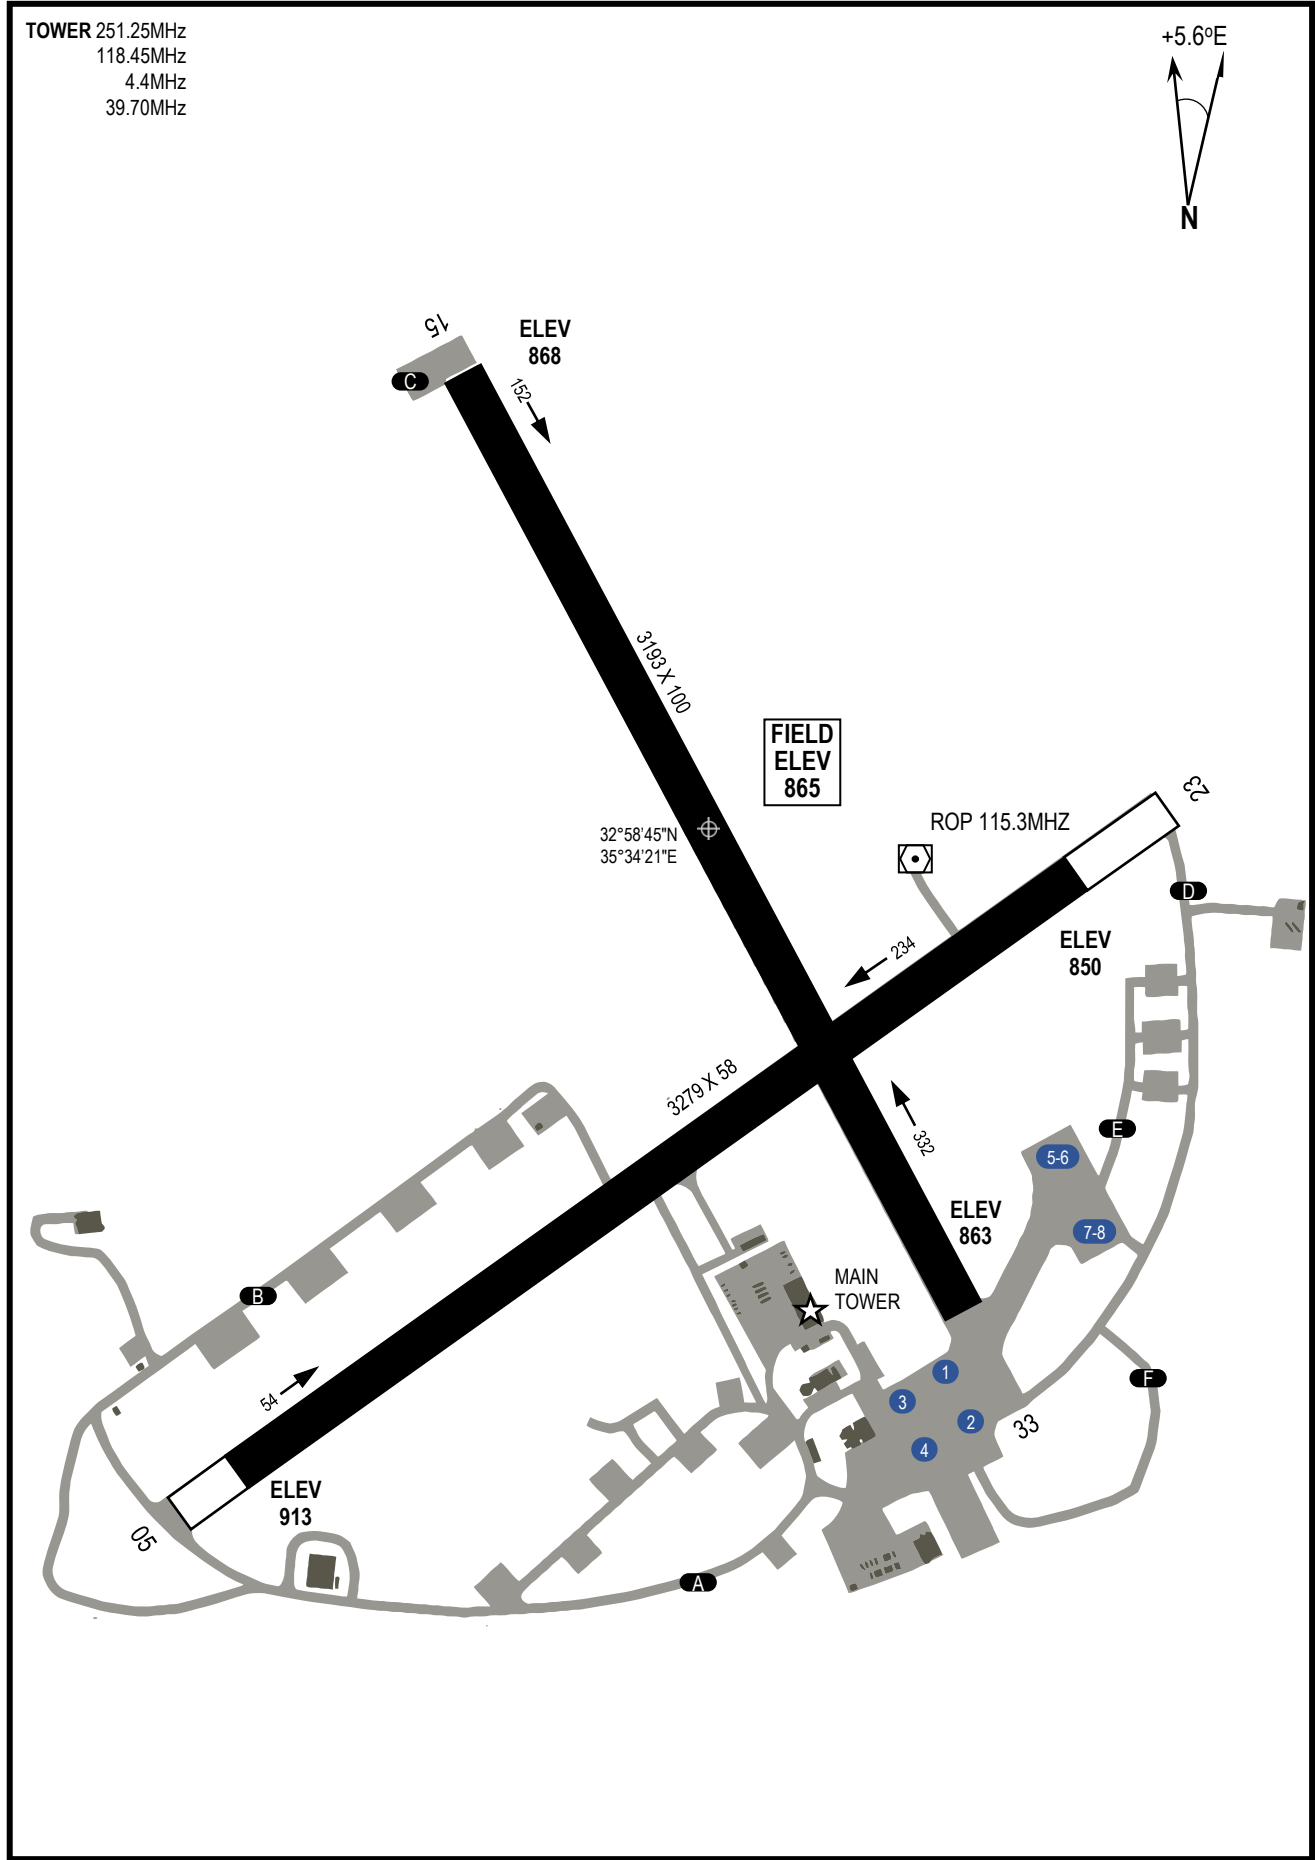 TOWER 251.25MHz
118.45MHz
4.4MHz
39.70MHz
+5.6ºE
N
15
ELEV
868
C
152
3193 X 100
FIELD
ELEV
865
32°58'45"N
35°34'21"E
ROP 115.3MHZ
23
D
ELEV
850
234
3279 X 58
332
E
5-6
7-8
ELEV
863
MAIN
TOWER
B
1
F
3
2
33
4
54
ELEV
913
05
A